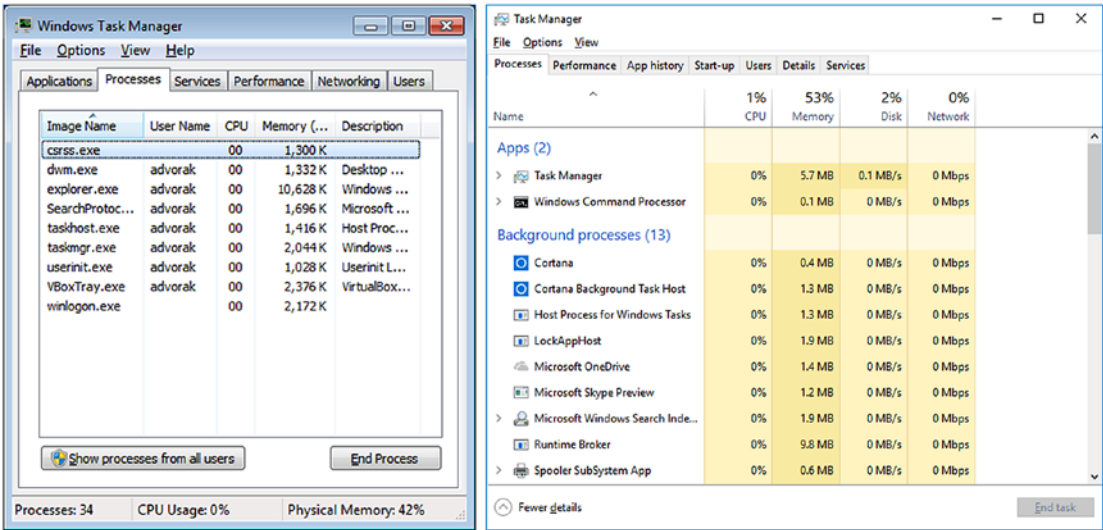 Windows Task Manager
File Options View Help
Applications Processes Services Performance Networking Users
Image Name User Name CPU Memory (... Description
csrss.exe 00 1,300 K
dwm.exe advorak 00 1,332 K Desktop ...
explorer.exe advorak 00 10,628 K Windows ...
SearchProtoc... advorak 00 1,696 K Microsoft ...
taskhost.exe advorak 00 1,416 K Host Proc...
taskmgr.exe advorak 00 2,044 K Windows ...
userinit.exe advorak 00 1,028 K Userinit L...
VBoxTray.exe advorak 00 2,376 K VirtualBox...
winlogon.exe 00 2,172 K
Show processes from all users End Process
Processes: 34 CPU Usage: 0% Physical Memory: 42%
Task Manager
File Options View
Processes Performance App history Start-up Users Details Services
1% 53% 2% 0%
Name CPU Memory Disk Network
Apps (2)
Task Manager 0% 5.7 MB 0.1 MB/s 0 Mbps
Windows Command Processor 0% 0.1 MB 0 MB/s 0 Mbps
Background processes (13)
Cortana 0% 0.4 MB 0 MB/s 0 Mbps
Cortana Background Task Host 0% 1.3 MB 0 MB/s 0 Mbps
Host Process for Windows Tasks 0% 1.3 MB 0 MB/s 0 Mbps
LockAppHost 0% 1.9 MB 0 MB/s 0 Mbps
Microsoft OneDrive 0% 1.4 MB 0 MB/s 0 Mbps
Microsoft Skype Preview 0% 1.2 MB 0 MB/s 0 Mbps
Microsoft Windows Search Inde... 0% 1.9 MB 0 MB/s 0 Mbps
Runtime Broker 0% 9.8 MB 0 MB/s 0 Mbps
Spooler SubSystem App 0% 0.6 MB 0 MB/s 0 Mbps
Fewer details End task